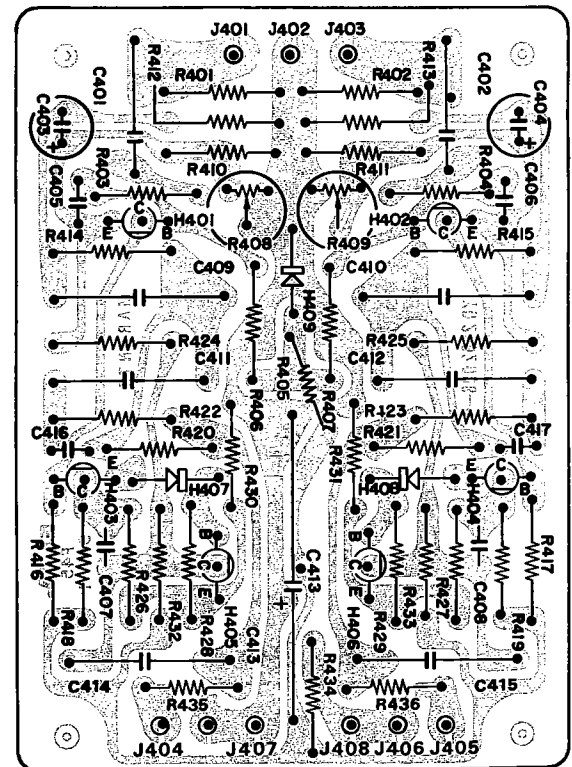 J401 J402 J403
R412 R401 R402 R413
C401 C402
C403 C404
R410 R411
R403 R404
C405 C406
E C B H401 H402 B C E
R408 R409
R414 R415
C409 C410
H409
R424 R425
R405
C411 C412
R406 R407
R422 R423
R420 R421
C416 C417
R430 R431
B C E H403 H407 H408 H404 E C B
B C E B C E
R416 R417
C407 C408
C413
R418 R426 R432 R428 H405 C413
H406 R429 R433 R427 R419
R434
C414 C415
R435 R436
J404 J407 J408 J406 J405